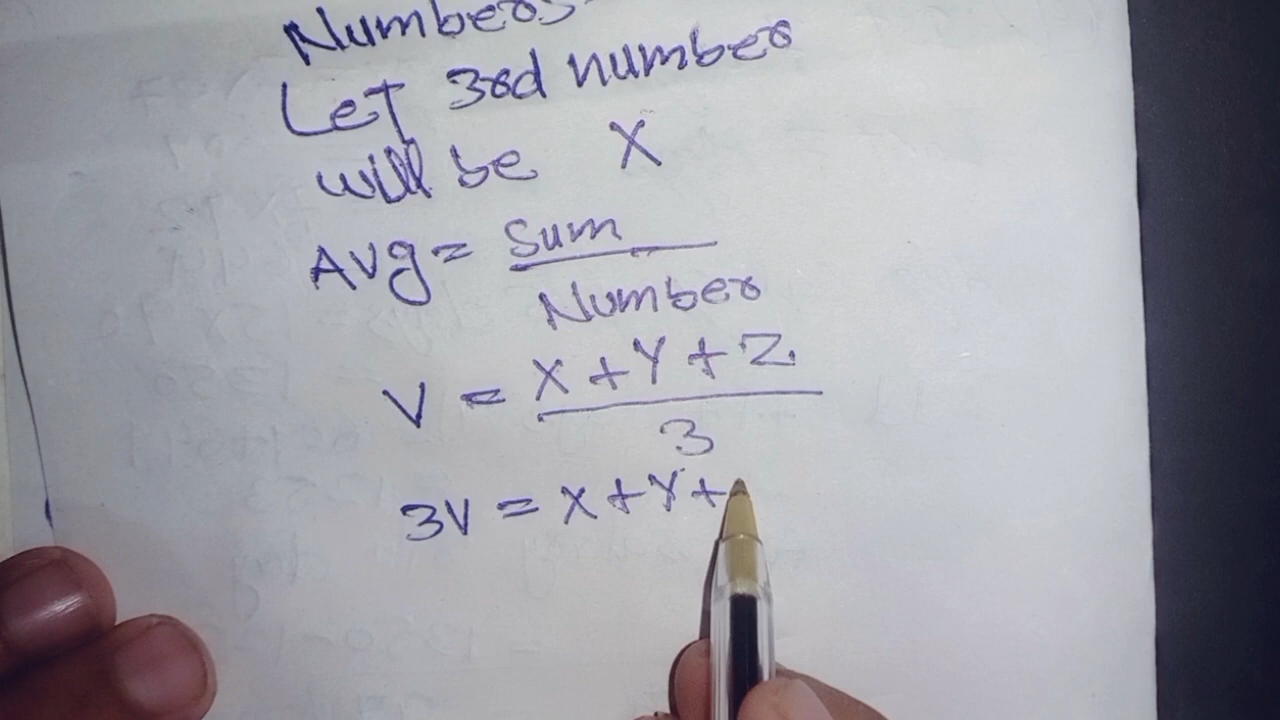 Numbers
Let 3rd number
will be X
Avg = Sum
Number
V = X + Y + Z
3
3V = X + Y +